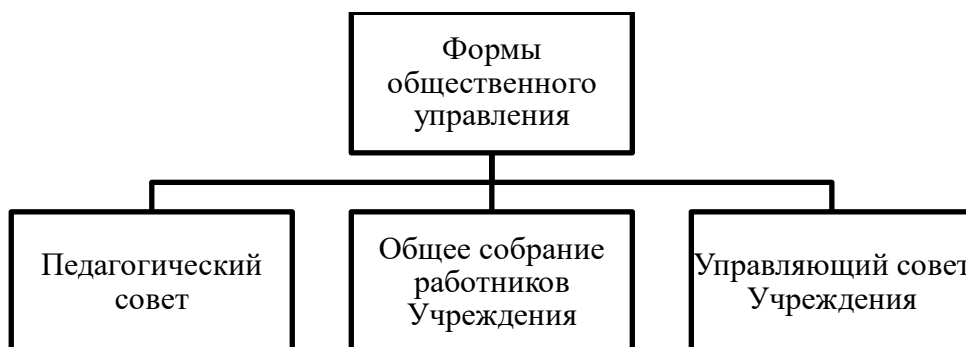 Формы
общественного
управления
Педагогический
совет
Общее собрание
работников
Учреждения
Управляющий совет
Учреждения